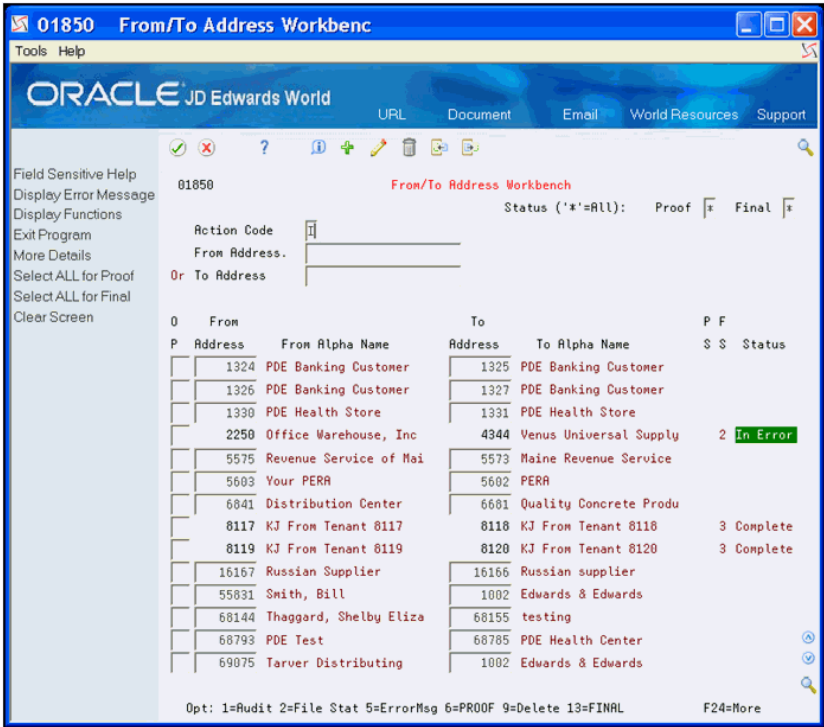 01850 From/To Address Workbenc
Tools Help
ORACLE JD Edwards World
URL Document Email World Resources Support
Field Sensitive Help
Display Error Message
Display Functions
Exit Program
More Details
Select ALL for Proof
Select ALL for Final
Clear Screen
?
01850 From/To Address Workbench
Status ('*'=All): Proof * Final *
Action Code I
From Address.
Or To Address
O From To P F
P Address From Alpha Name Address To Alpha Name S S Status
1324 PDE Banking Customer 1325 PDE Banking Customer
1326 PDE Banking Customer 1327 PDE Banking Customer
1330 PDE Health Store 1331 PDE Health Store
2250 Office Warehouse, Inc 4344 Venus Universal Supply 2 In Error
5575 Revenue Service of Mai 5573 Maine Revenue Service
5603 Your PERA 5602 PERA
6841 Distribution Center 6681 Quality Concrete Produ
8117 KJ From Tenant 8117 8118 KJ From Tenant 8118 3 Complete
8119 KJ From Tenant 8119 8120 KJ From Tenant 8120 3 Complete
16167 Russian Supplier 16166 Russian supplier
55831 Smith, Bill 1002 Edwards & Edwards
68144 Thaggard, Shelby Eliza 68155 testing
68793 PDE Test 68785 PDE Health Center
69075 Tarver Distributing 1002 Edwards & Edwards
Opt: 1=Audit 2=File Stat 5=ErrorMsg 6=PROOF 9=Delete 13=FINAL F24=More